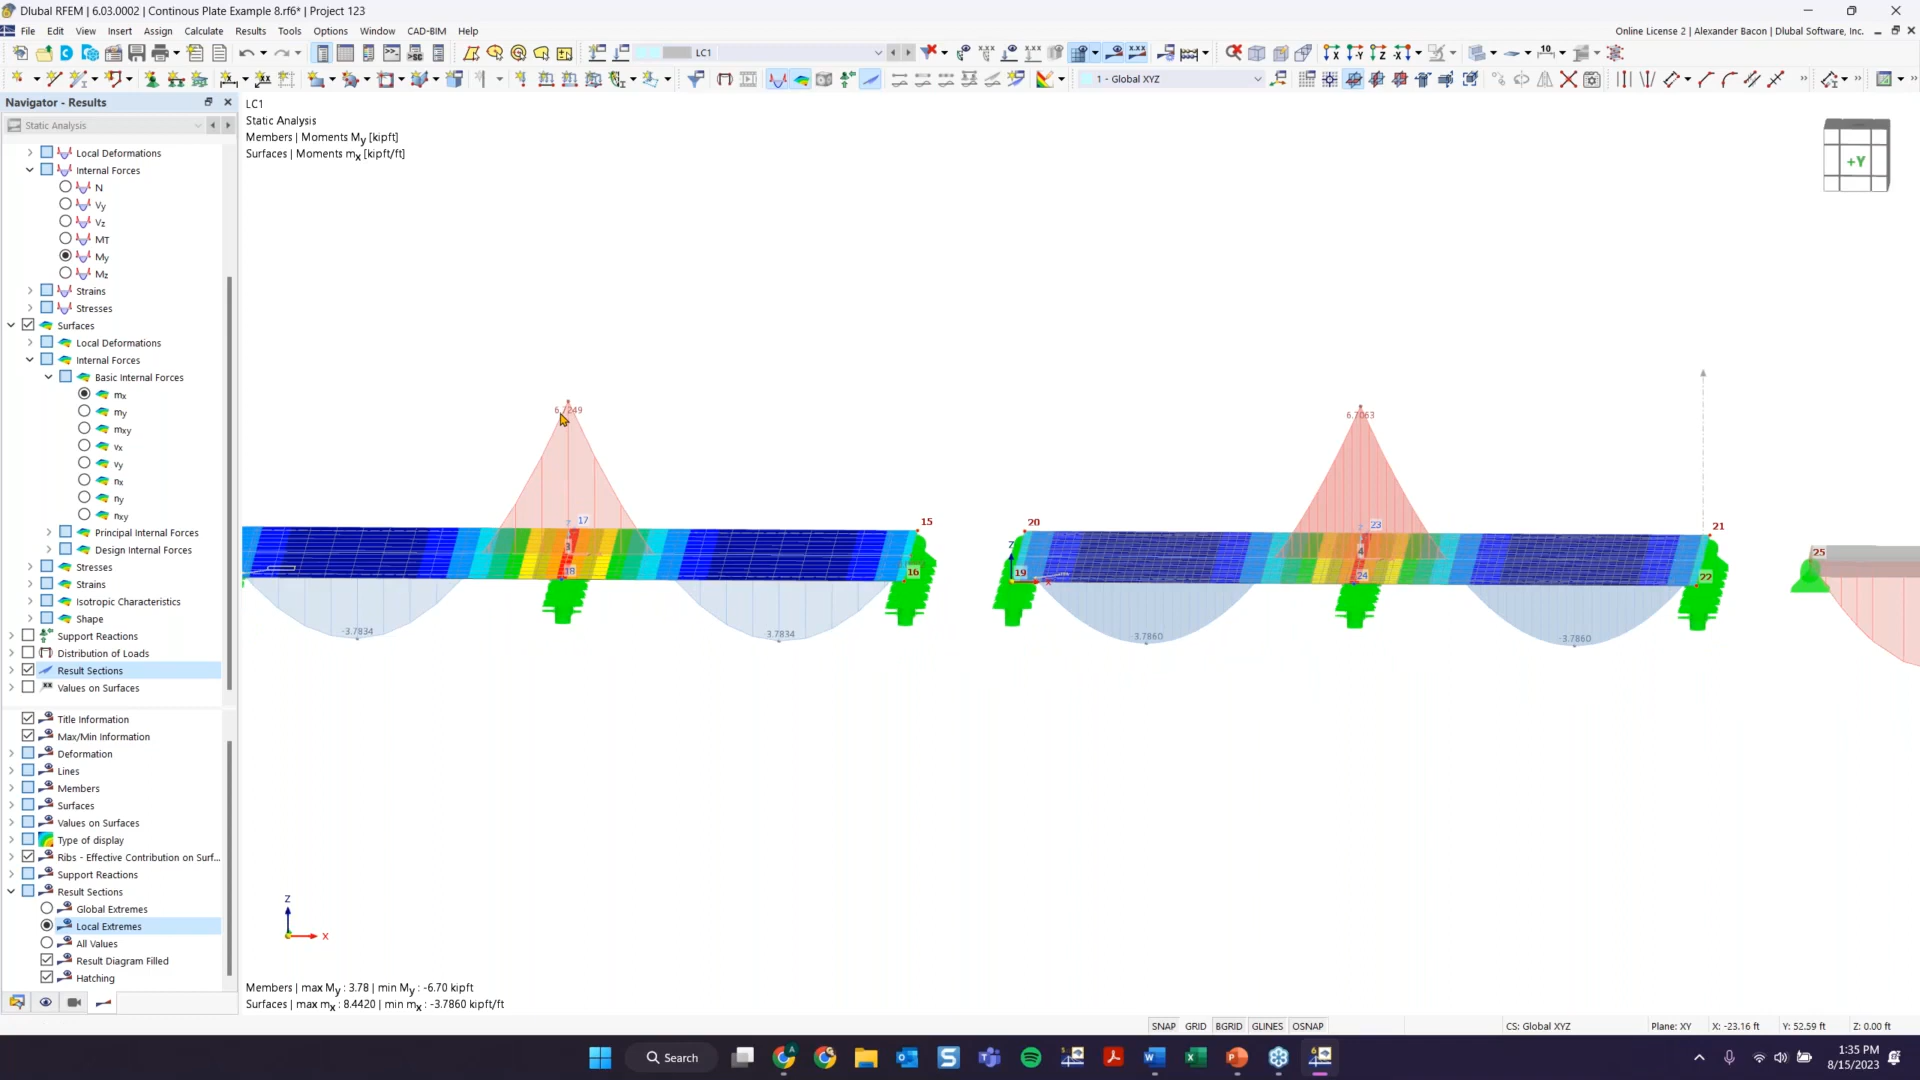 Dlubal RFEM | 6.03.0002 | Continous Plate Example 8.rf6* | Project 123
File Edit View Insert Assign Calculate Results Tools Options Window CAD-BIM Help
Online License 2 | Alexander Bacon | Dlubal Software, Inc.
LC1
1 - Global XYZ
Navigator - Results
Static Analysis
Local Deformations
Internal Forces
N
Vy
Vz
MT
My
Mz
Strains
Stresses
Surfaces
Local Deformations
Internal Forces
Basic Internal Forces
mx
my
mxy
vx
vy
nx
ny
nxy
Principal Internal Forces
Design Internal Forces
Stresses
Strains
Isotropic Characteristics
Shape
Support Reactions
Distribution of Loads
Result Sections
Values on Surfaces
Title Information
Max/Min Information
Deformation
Lines
Members
Surfaces
Values on Surfaces
Type of display
Ribs - Effective Contribution on Surf...
Support Reactions
Result Sections
Global Extremes
Local Extremes
All Values
Result Diagram Filled
Hatching
LC1
Static Analysis
Members | Moments My [kipft]
Surfaces | Moments mx [kipft/ft]
+Y
6.7249
6.7063
17
15
20
23
21
3
4
25
18
16
19
24
22
Z
-3.7834
3.7834
-3.7860
-3.7860
Z
X
Members | max My : 3.78 | min My : -6.70 kipft
Surfaces | max mx : 8.4420 | min mx : -3.7860 kipft/ft
SNAP GRID BGRID GLINES OSNAP
CS: Global XYZ
Plane: XY
X: -23.16 ft
Y: 52.59 ft
Z: 0.00 ft
Search
1:35 PM
8/15/2023